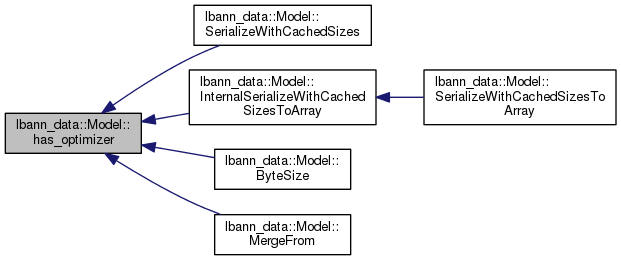 lbann_data::Model::
SerializeWithCachedSizes
lbann_data::Model::
InternalSerializeWithCached
SizesToArray
lbann_data::Model::
SerializeWithCachedSizesTo
Array
lbann_data::Model::
has_optimizer
lbann_data::Model::
ByteSize
lbann_data::Model::
MergeFrom